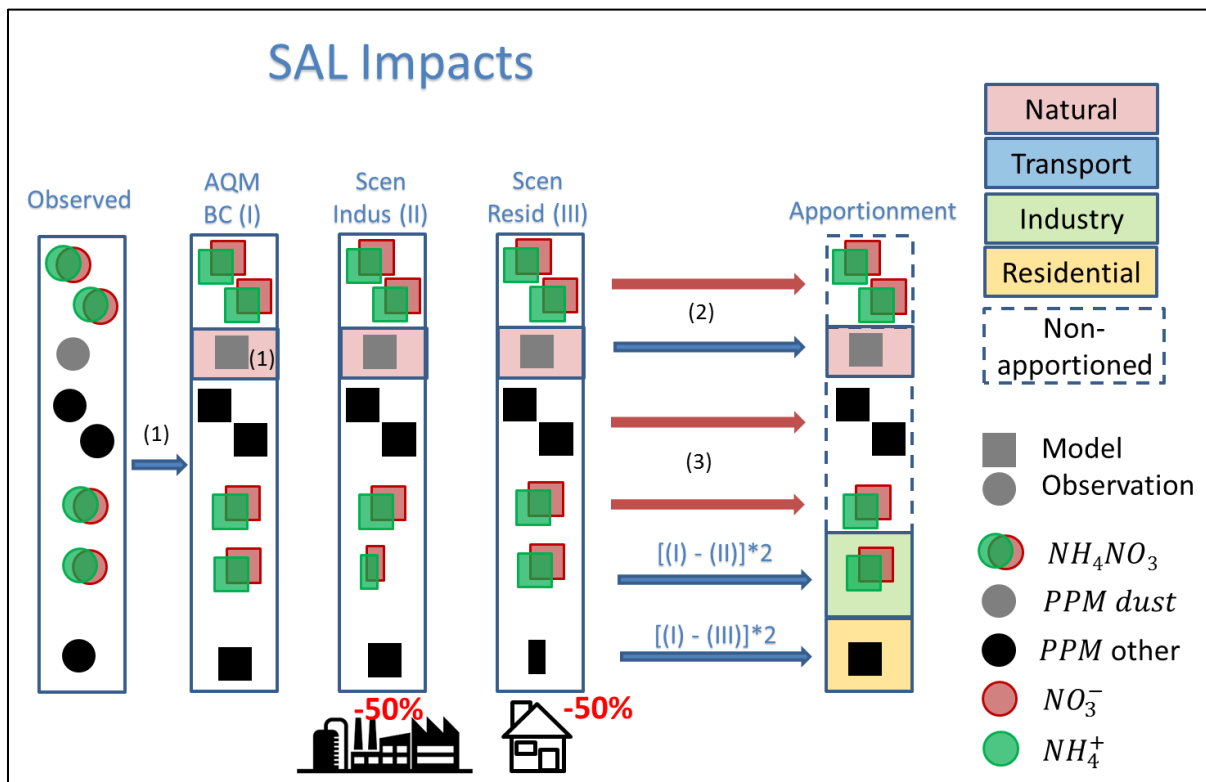 SAL Impacts
Observed
AQM
BC (I)
Scen
Indus (II)
Scen
Resid (III)
Apportionment
(1)
(1)
(2)
(3)
[(I) - (II)]*2
[(I) - (III)]*2
-50%
-50%
Natural
Transport
Industry
Residential
Non-
apportioned
Model
Observation
NH₄NO₃
PPM dust
PPM other
NO₃⁻
NH₄⁺